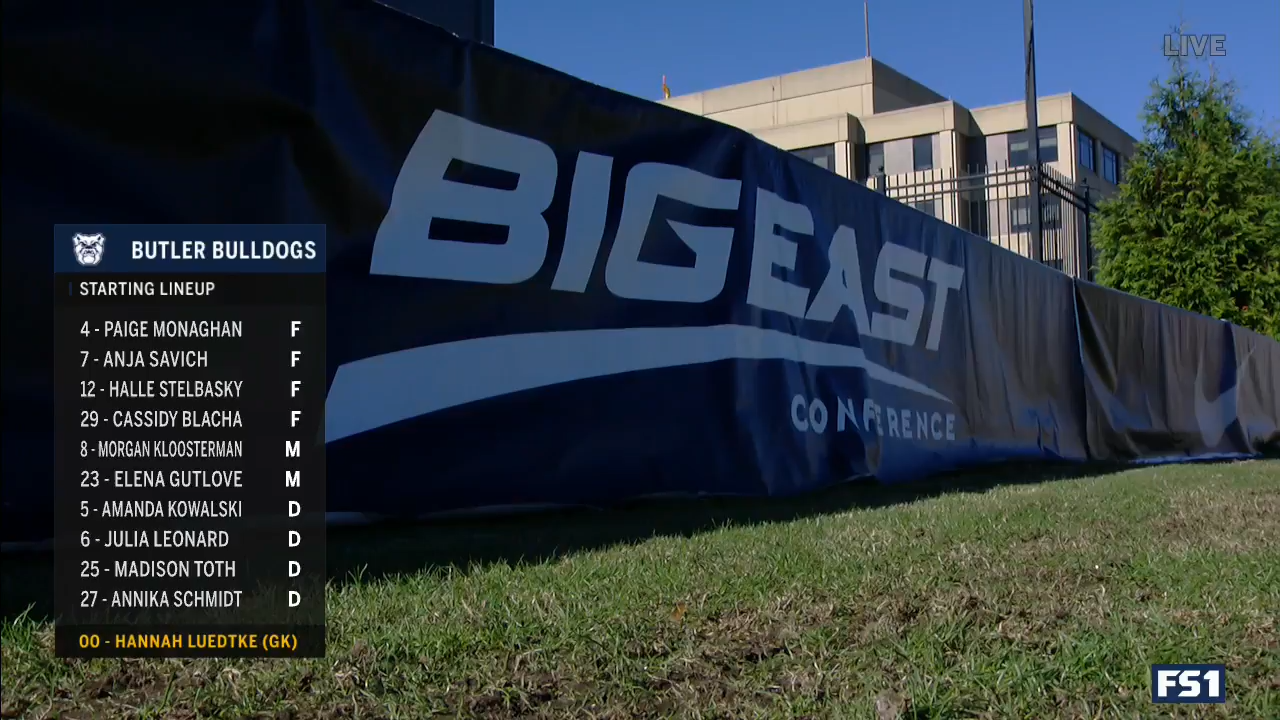 LIVE
BIGEAST
CONFERENCE
BUTLER BULLDOGS
STARTING LINEUP
4 - PAIGE MONAGHAN F
7 - ANJA SAVICH F
12 - HALLE STELBASKY F
29 - CASSIDY BLACHA F
8 - MORGAN KLOOSTERMAN M
23 - ELENA GUTLOVE M
5 - AMANDA KOWALSKI D
6 - JULIA LEONARD D
25 - MADISON TOTH D
27 - ANNIKA SCHMIDT D
00 - HANNAH LUEDTKE (GK)
FS1